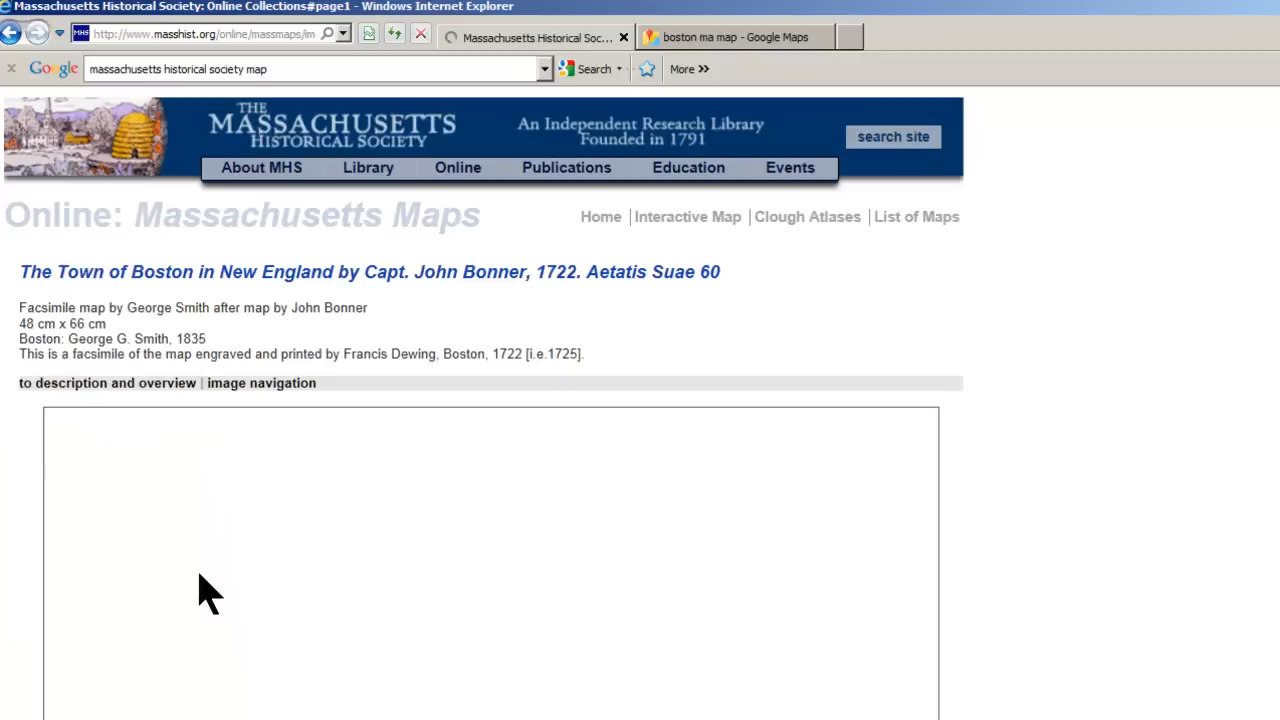 Massachusetts Historical Society: Online Collections#page1 - Windows Internet Explorer
MHS http://www.masshist.org/online/massmaps/im Massachusetts Historical Soc... boston ma map - Google Maps
x Google massachusetts historical society map Search More >>
THE
MASSACHUSETTS
HISTORICAL SOCIETY
An Independent Research Library
Founded in 1791
search site
About MHS Library Online Publications Education Events
Online: Massachusetts Maps
Home | Interactive Map | Clough Atlases | List of Maps
The Town of Boston in New England by Capt. John Bonner, 1722. Aetatis Suae 60
Facsimile map by George Smith after map by John Bonner
48 cm x 66 cm
Boston: George G. Smith, 1835
This is a facsimile of the map engraved and printed by Francis Dewing, Boston, 1722 [i.e.1725].
to description and overview | image navigation